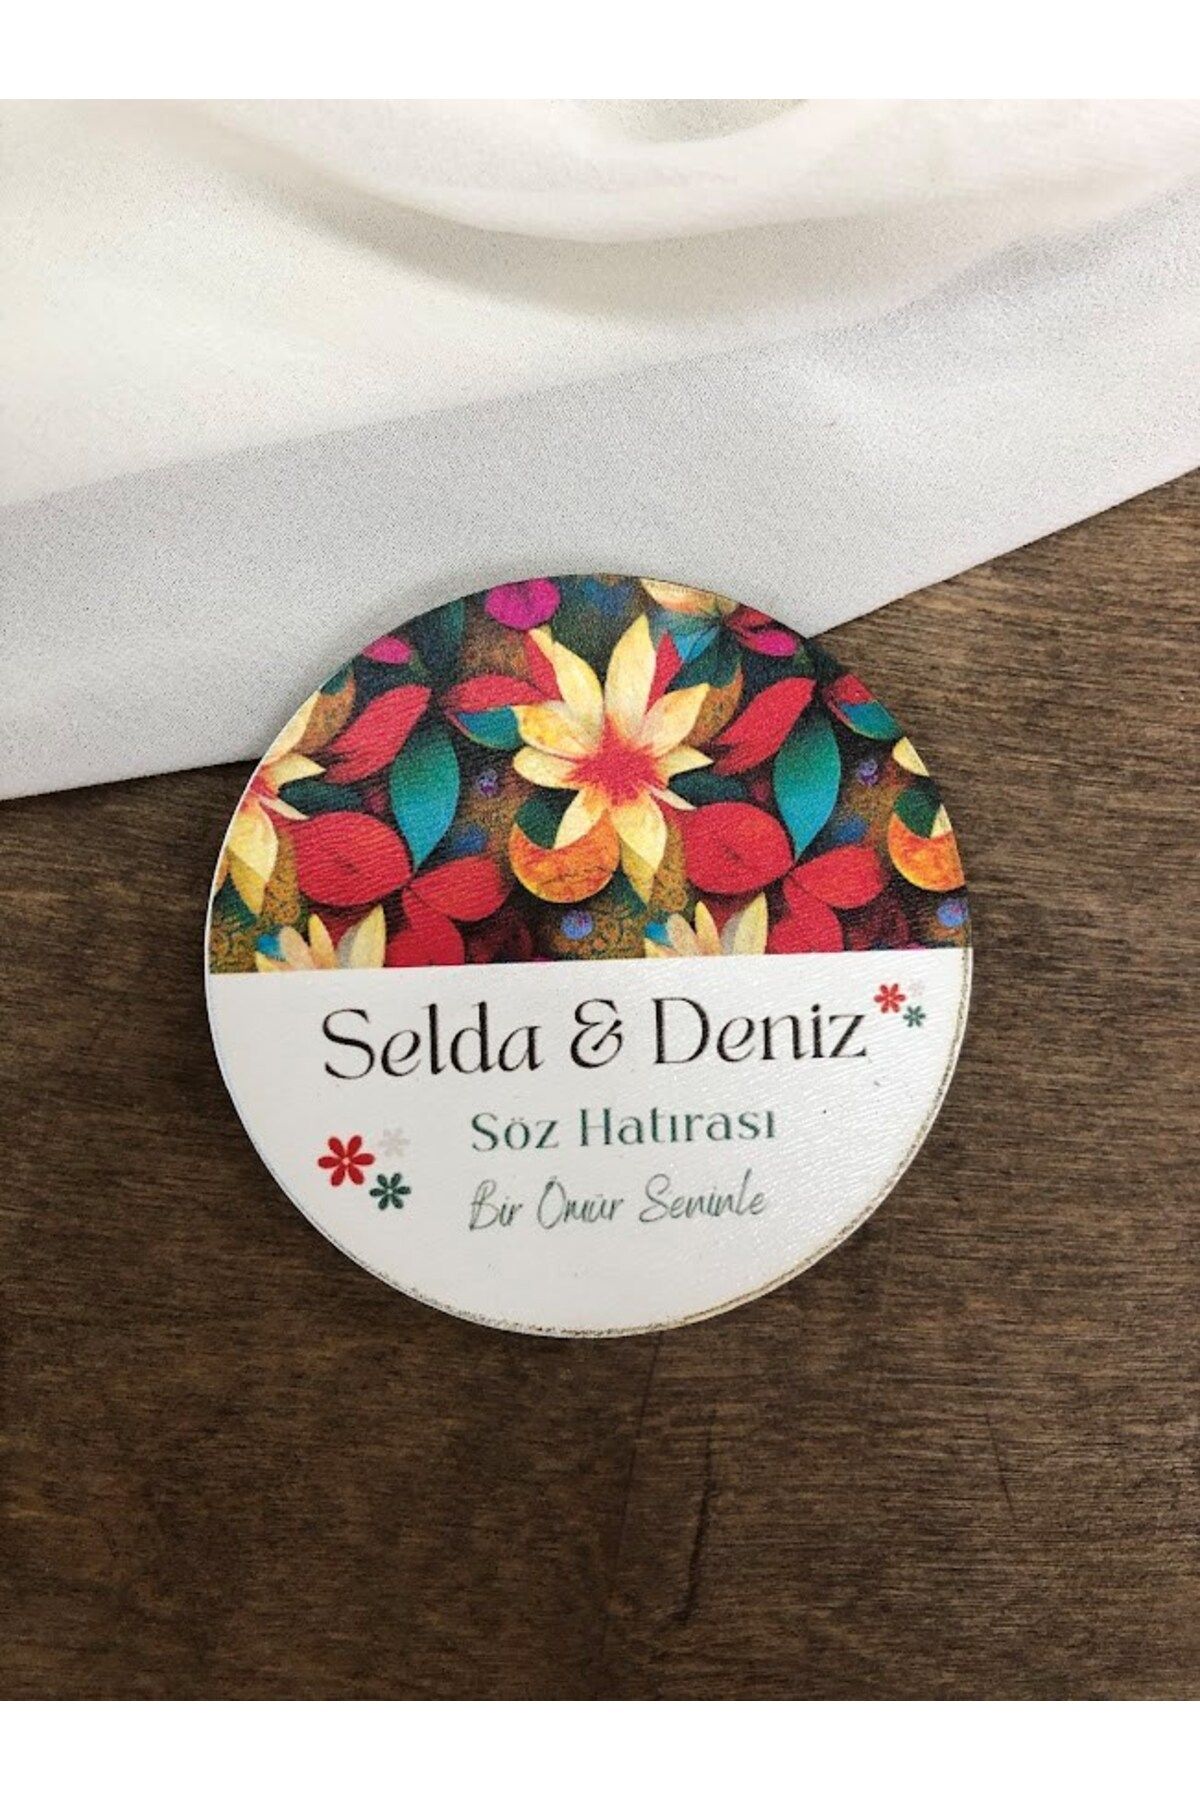 Selda & Deniz
Söz Hatırası
Bir Ömür Seninle